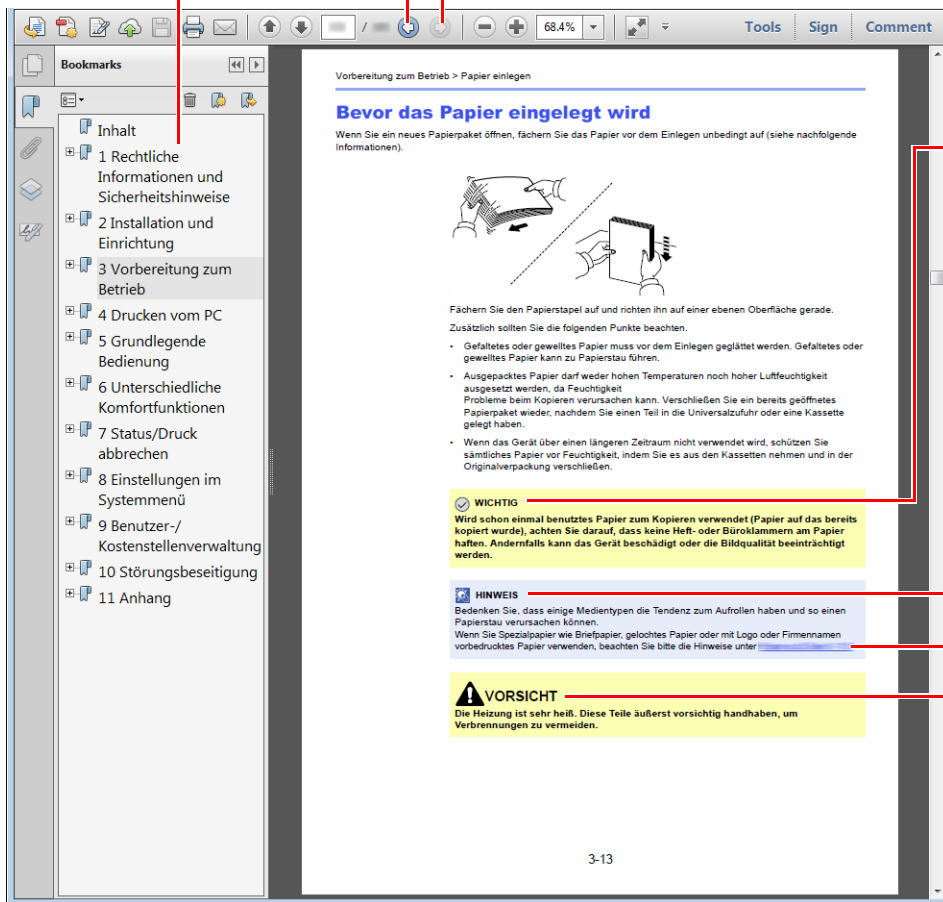 /
68.4%
Tools
Sign
Comment
Bookmarks
Inhalt
1 Rechtliche
Informationen und
Sicherheitshinweise
2 Installation und
Einrichtung
3 Vorbereitung zum
Betrieb
4 Drucken vom PC
5 Grundlegende
Bedienung
6 Unterschiedliche
Komfortfunktionen
7 Status/Druck
abbrechen
8 Einstellungen im
Systemmenü
9 Benutzer-/
Kostenstellenverwaltung
10 Störungsbeseitigung
11 Anhang
Vorbereitung zum Betrieb > Papier einlegen
Bevor das Papier eingelegt wird
Wenn Sie ein neues Papierpaket öffnen, fächern Sie das Papier vor dem Einlegen unbedingt auf (siehe nachfolgende
Informationen).
Fächern Sie den Papierstapel auf und richten ihn auf einer ebenen Oberfläche gerade.
Zusätzlich sollten Sie die folgenden Punkte beachten.
• Gefaltetes oder gewelltes Papier muss vor dem Einlegen geglättet werden. Gefaltetes oder
gewelltes Papier kann zu Papierstau führen.
• Ausgepacktes Papier darf weder hohen Temperaturen noch hoher Luftfeuchtigkeit
ausgesetzt werden, da Feuchtigkeit
Probleme beim Kopieren verursachen kann. Verschließen Sie ein bereits geöffnetes
Papierpaket wieder, nachdem Sie einen Teil in die Universalzufuhr oder eine Kassette
gelegt haben.
• Wenn das Gerät über einen längeren Zeitraum nicht verwendet wird, schützen Sie
sämtliches Papier vor Feuchtigkeit, indem Sie es aus den Kassetten nehmen und in der
Originalverpackung verschließen.
WICHTIG
Wird schon einmal benutztes Papier zum Kopieren verwendet (Papier auf das bereits
kopiert wurde), achten Sie darauf, dass keine Heft- oder Büroklammern am Papier
haften. Andernfalls kann das Gerät beschädigt oder die Bildqualität beeinträchtigt
werden.
HINWEIS
Bedenken Sie, dass einige Medientypen die Tendenz zum Aufrollen haben und so einen
Papierstau verursachen können.
Wenn Sie Spezialpapier wie Briefpapier, gelochtes Papier oder mit Logo oder Firmennamen
vorbedrucktes Papier verwenden, beachten Sie bitte die Hinweise unter
VORSICHT
Die Heizung ist sehr heiß. Diese Teile äußerst vorsichtig handhaben, um
Verbrennungen zu vermeiden.
3-13